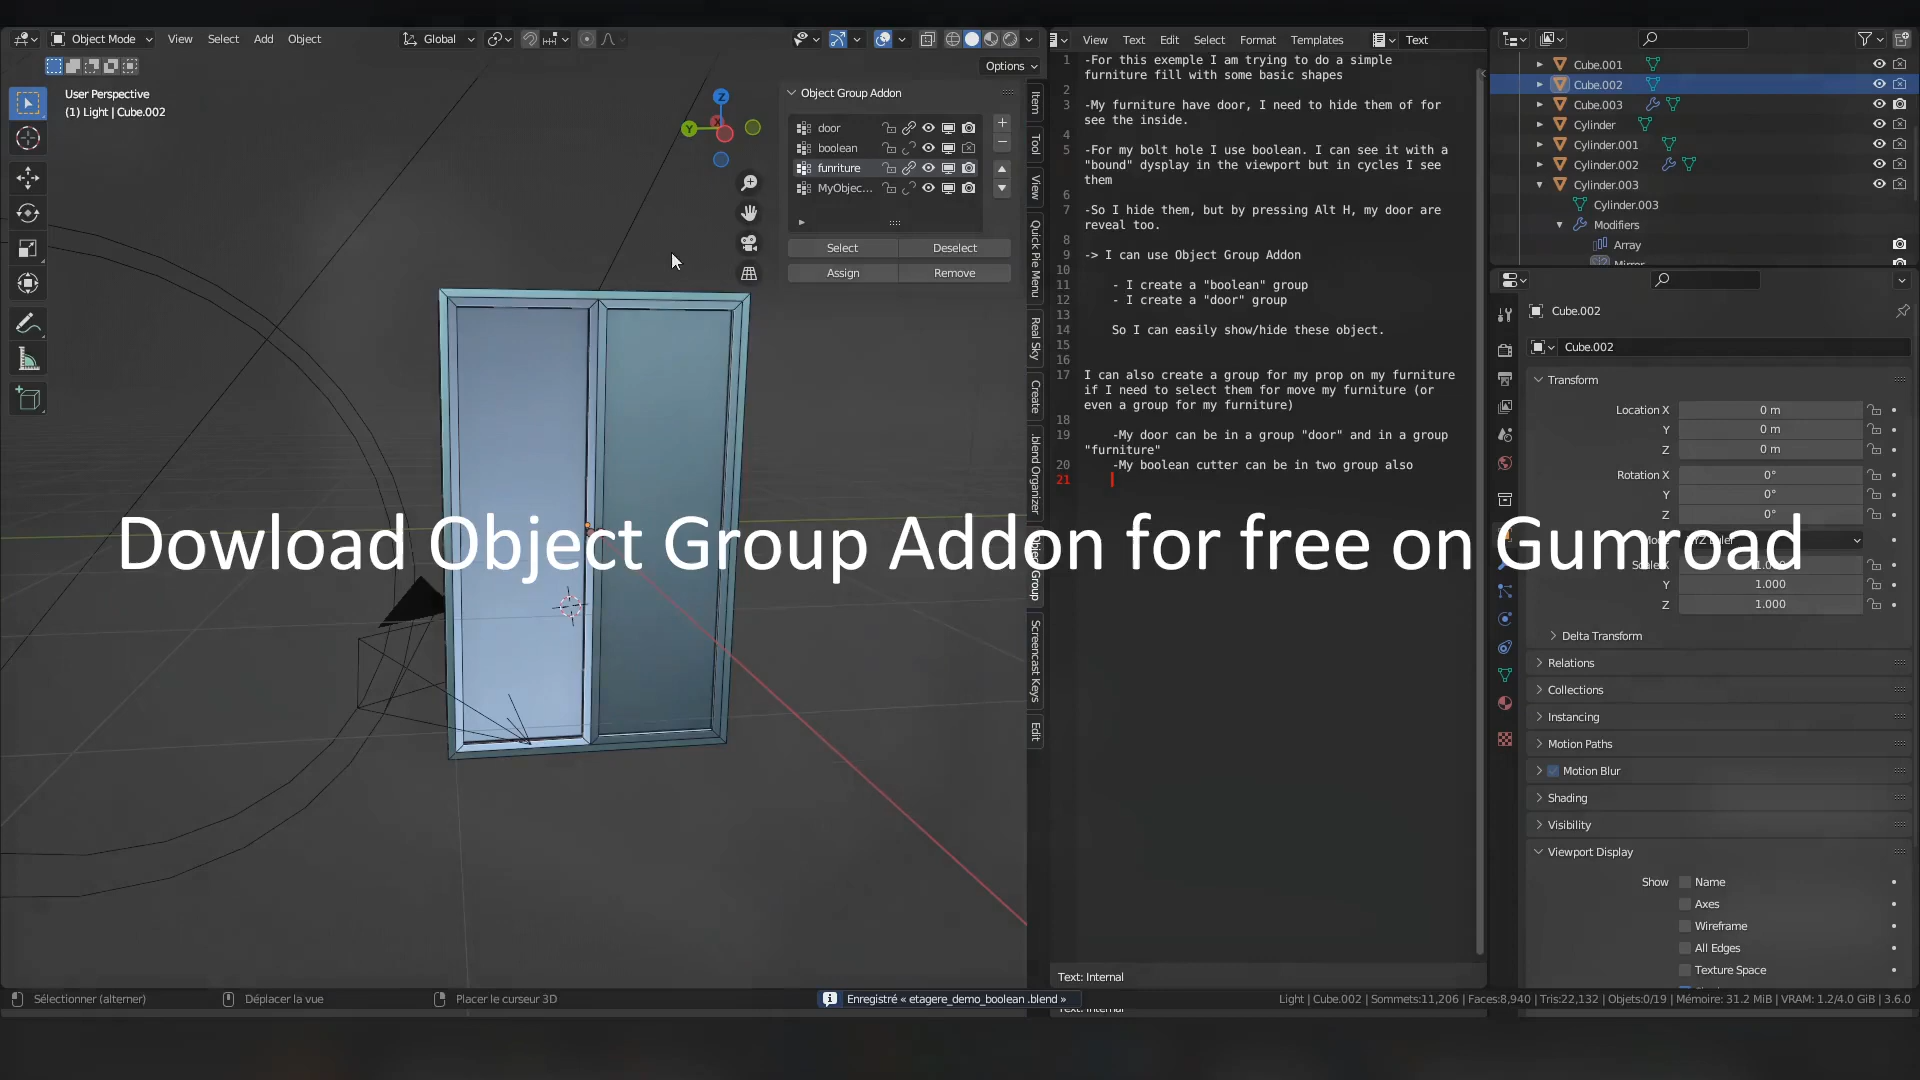 Object Mode
View
Select
Add
Object
Global
Options
User Perspective
(1) Light | Cube.002
Object Group Addon
door
boolean
funriture
MyObjec...
Select
Deselect
Assign
Remove
Item
Tool
View
Quick Pie Menu
Real Sky
Create
.blend Organizer
Object Group
Screencast Keys
Edit
View
Text
Edit
Select
Format
Templates
Text
1 -For this exemple I am trying to do a simple
furniture fill with some basic shapes
2
3 -My furniture have door, I need to hide them of for
see the inside.
4
5 -For my bolt hole I use boolean. I can see it with a
"bound" dysplay in the viewport but in cycles I see
them
6
7 -So I hide them, but by pressing Alt H, my door are
reveal too.
8
9 -> I can use Object Group Addon
10
11 - I create a "boolean" group
12 - I create a "door" group
13
14 So I can easily show/hide these object.
15
16
17 I can also create a group for my prop on my furniture
if I need to select them for move my furniture (or
even a group for my furniture)
18
19 -My door can be in a group "door" and in a group
"furniture"
20 -My boolean cutter can be in two group also
21
Dowload Object Group Addon for free on Gumroad
Text: Internal
Cube.001
Cube.002
Cube.003
Cylinder
Cylinder.001
Cylinder.002
Cylinder.003
Cylinder.003
Modifiers
Array
Mirror
Cube.002
Cube.002
Transform
Location X 0 m
Y 0 m
Z 0 m
Rotation X 0°
Y 0°
Z 0°
Mode XYZ Euler
Scale X 1.000
Y 1.000
Z 1.000
Delta Transform
Relations
Collections
Instancing
Motion Paths
Motion Blur
Shading
Visibility
Viewport Display
Show Name
Axes
Wireframe
All Edges
Texture Space
Sélectionner (alterner)
Déplacer la vue
Placer le curseur 3D
Enregistré « etagere_demo_boolean .blend »
Light | Cube.002 | Sommets:11,206 | Faces:8,940 | Tris:22,132 | Objets:0/19 | Mémoire: 31.2 MiB | VRAM: 1.2/4.0 GiB | 3.6.0